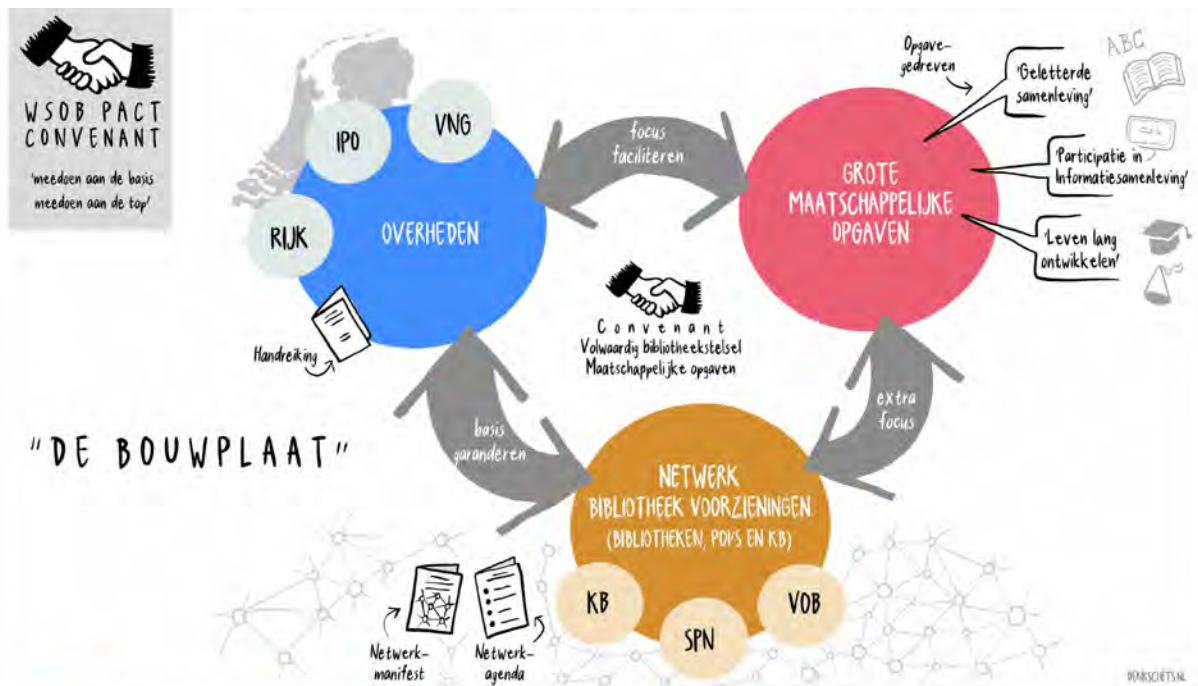 WSOB PACT
CONVENANT
'meedoen aan de basis
meedoen aan de top'
IPO
VNG
RIJK
OVERHEDEN
Handreiking
focus
faciliteren
GROTE
MAATSCHAPPELIJKE
OPGAVEN
Opgave-
gedreven
ABC
'Geletterde
samenleving'
'Participatie in
Informatiesamenleving'
'Leven lang
ontwikkelen'
Convenant
Volwaardig bibliotheekstelsel
Maatschappelijke opgaven
basis
garanderen
extra
focus
"DE BOUWPLAAT"
NETWERK
BIBLIOTHEEK VOORZIENINGEN
(BIBLIOTHEKEN, POI'S EN KB)
KB
SPN
VOB
Netwerk-
manifest
Netwerk-
agenda
DENKSCHETS.NL